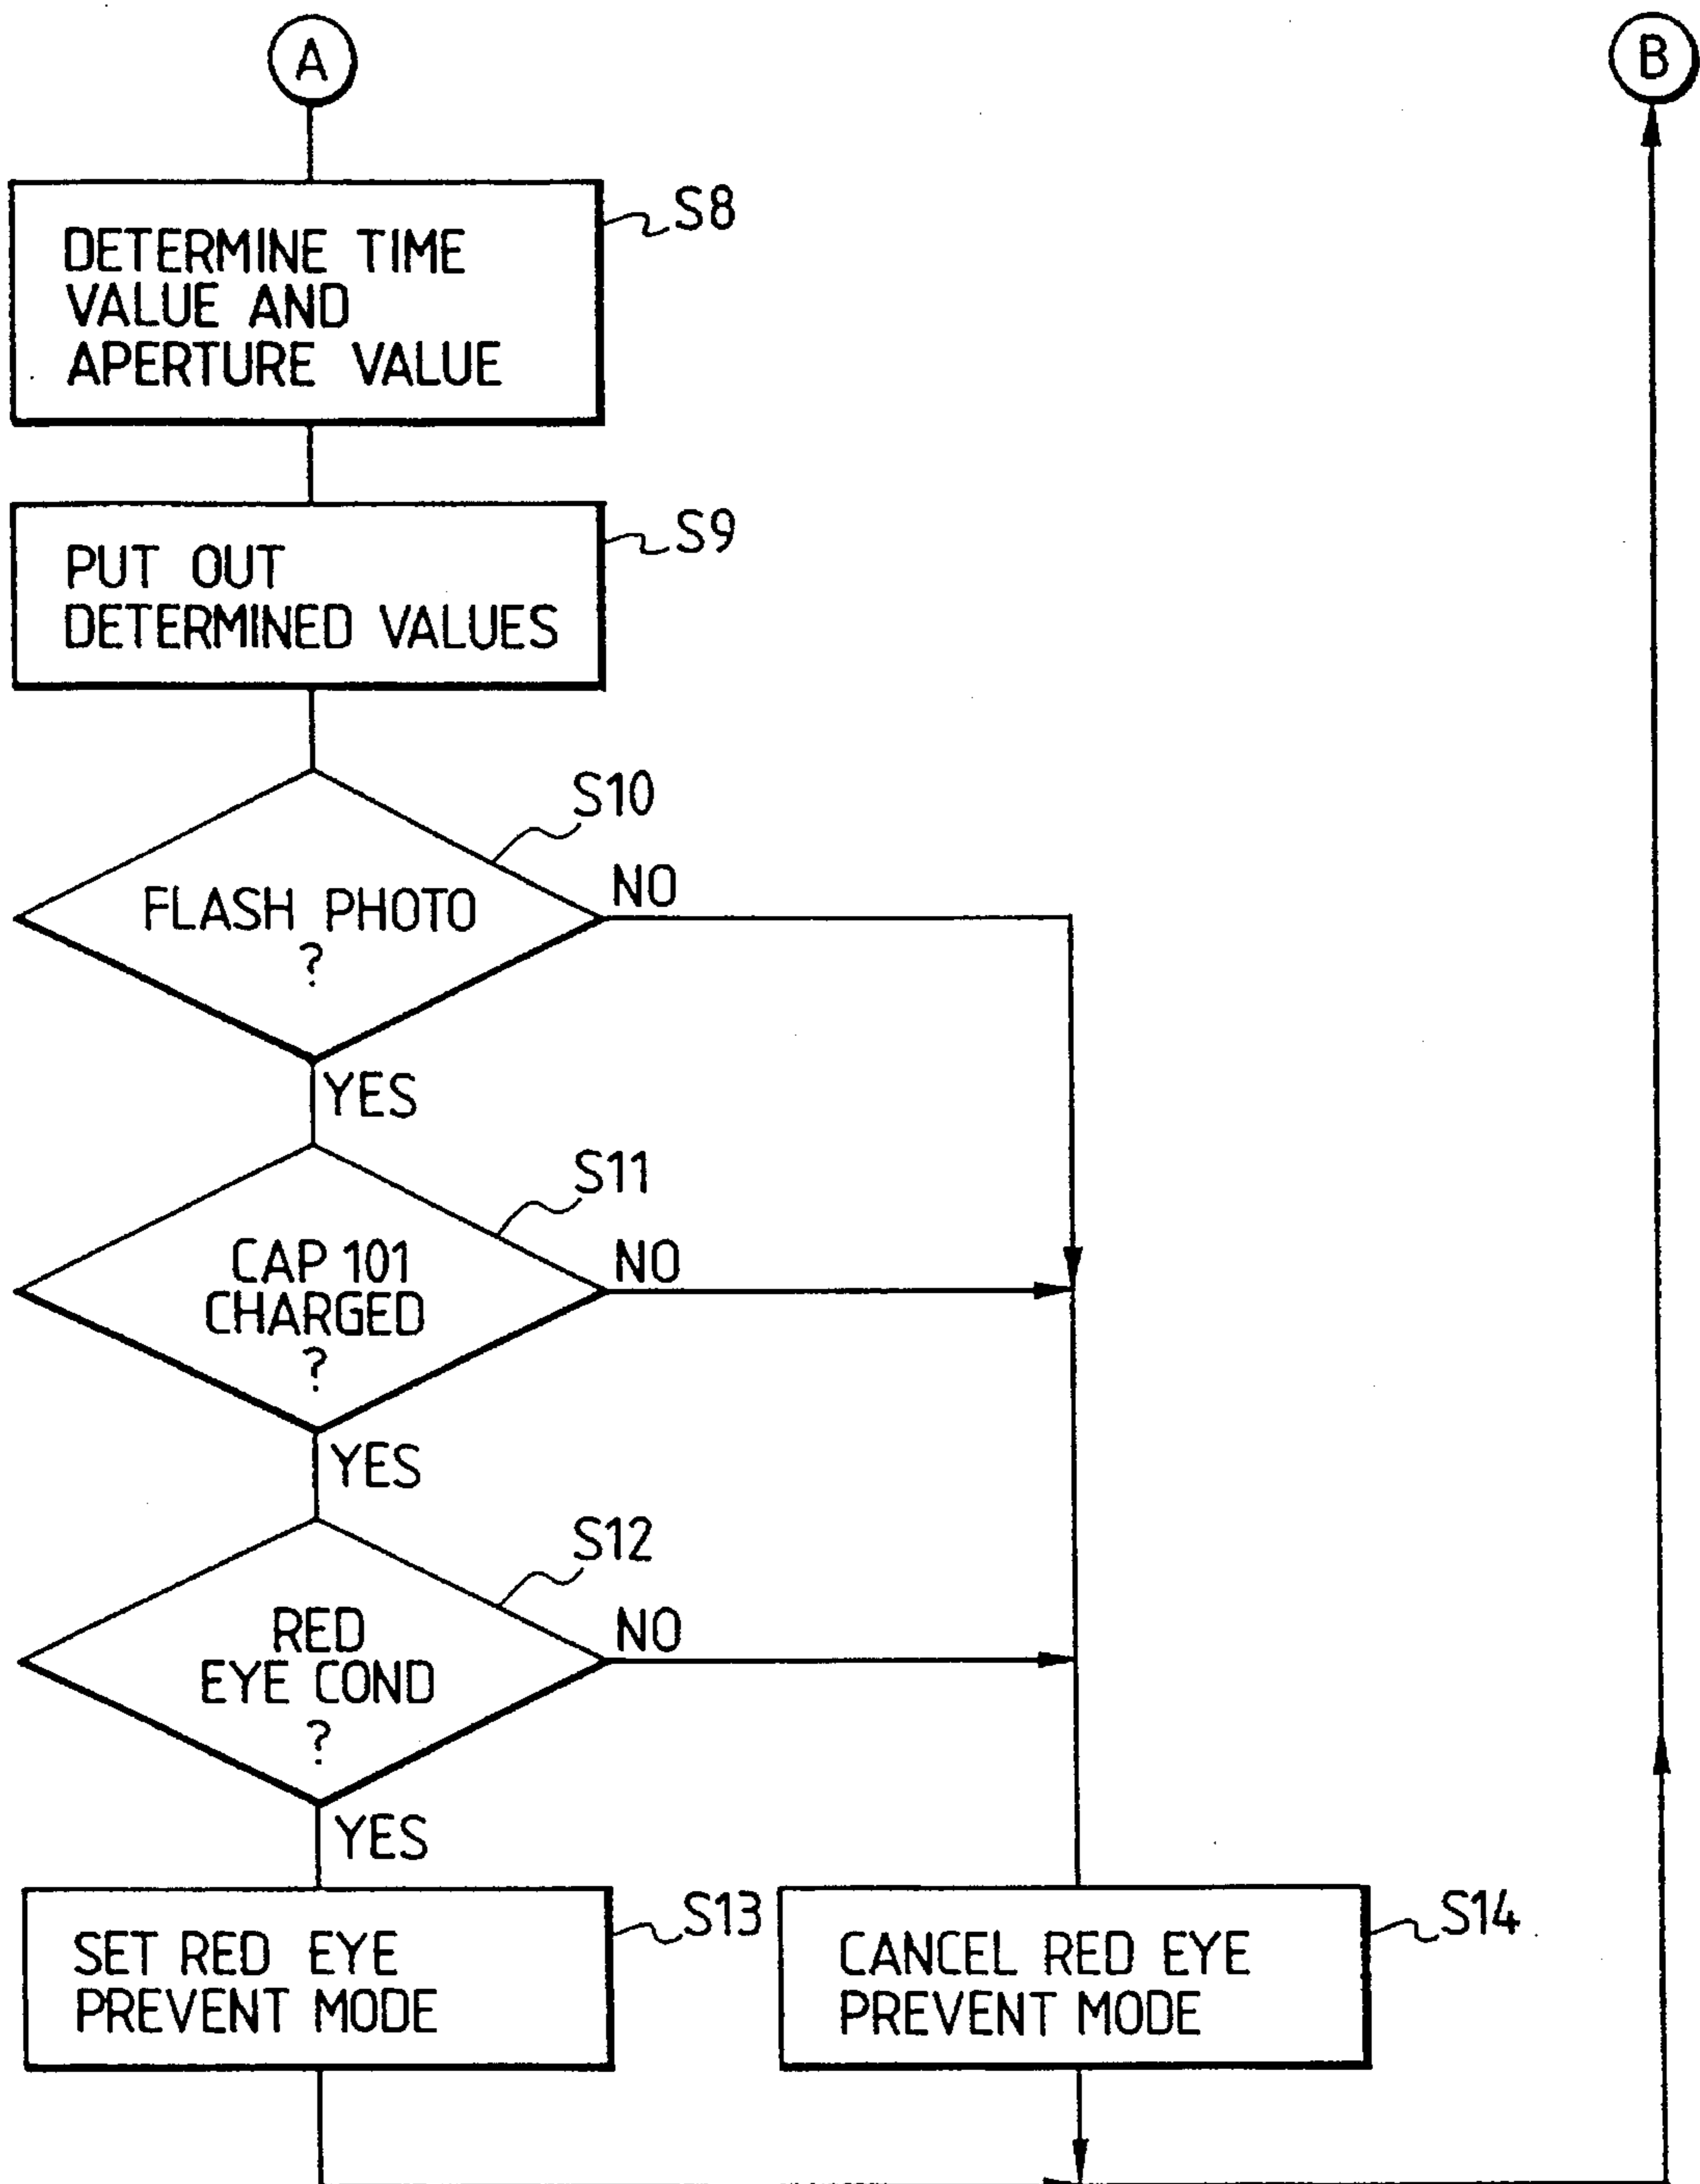 A
B
S8
DETERMINE TIME
VALUE AND
APERTURE VALUE
S9
PUT OUT
DETERMINED VALUES
S10
FLASH PHOTO
?
NO
YES
S11
CAP 101
CHARGED
?
NO
YES
S12
RED
EYE COND
?
NO
YES
S13
SET RED EYE
PREVENT MODE
S14
CANCEL RED EYE
PREVENT MODE